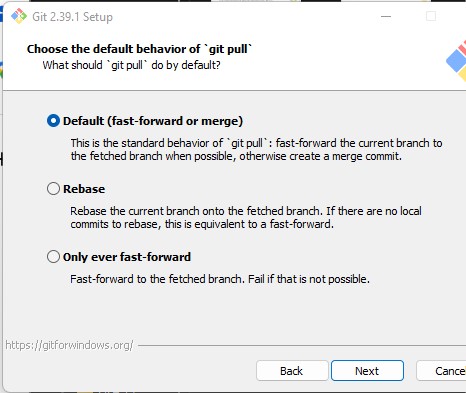 Git 2.39.1 Setup
Choose the default behavior of `git pull`
What should `git pull` do by default?
Default (fast-forward or merge)
This is the standard behavior of `git pull`: fast-forward the current branch to
the fetched branch when possible, otherwise create a merge commit.
Rebase
Rebase the current branch onto the fetched branch. If there are no local
commits to rebase, this is equivalent to a fast-forward.
Only ever fast-forward
Fast-forward to the fetched branch. Fail if that is not possible.
https://gitforwindows.org/
Back Next Cance